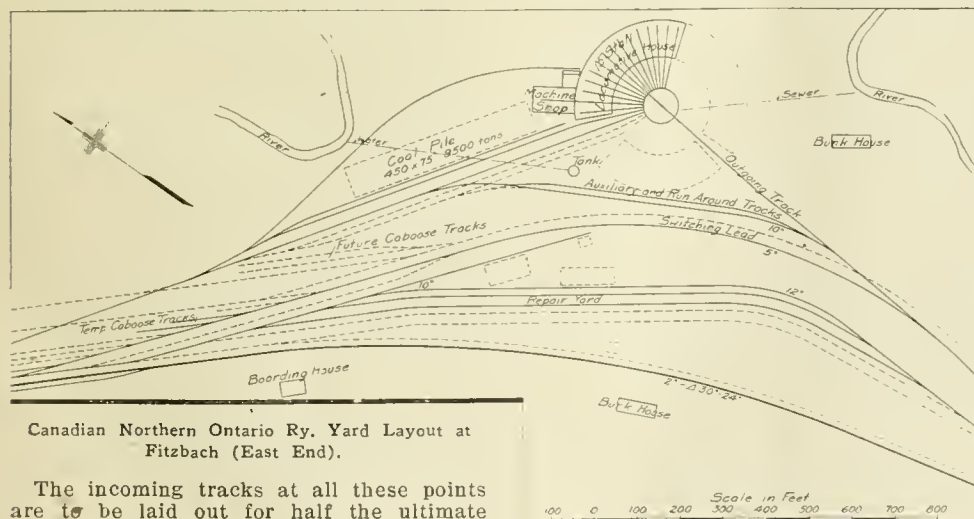 Locomotive House
Machine
Shop
Sewer
River
River
Water
Coal Pile
450 x 75' 8500 tons
Bunk House
Tank
Outgoing Track
Auxiliary and Run Around Tracks
10°
Switching Lead
5°
Future Caboose Tracks
10°
12°
Repair Yard
Temp. Caboose Tracks
Boarding House
2° - Δ 30° 24'
Bunk House
Canadian Northern Ontario Ry. Yard Layout at
Fitzbach (East End).
The incoming tracks at all these points
are to be laid out for half the ultimate
Scale in Feet
100 50 0 100 200 300 400 500 600 700 800